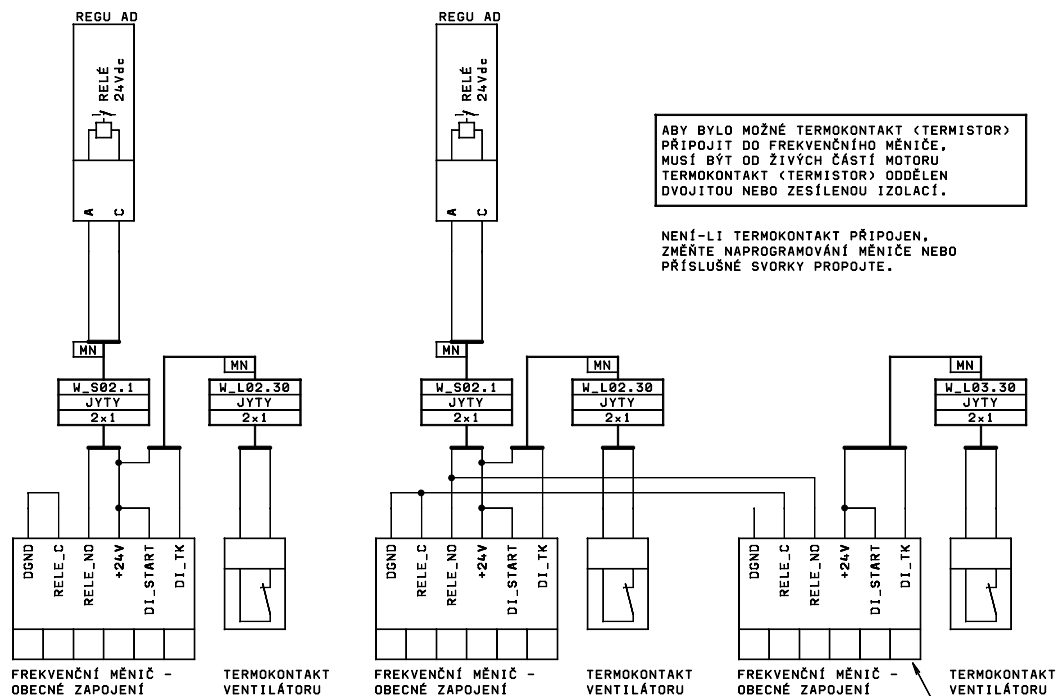 REGU AD
RELÉ
24Vdc
A
C
MN
MN
W_S02.1
JYTY
2x1
W_L02.30
JYTY
2x1
DGND
RELE_C
RELE_NO
+24V
DI_START
DI_TK
FREKVENČNÍ MĚNIČ -
OBECNÉ ZAPOJENÍ
TERMOKONTAKT
VENTILÁTORU
REGU AD
RELÉ
24Vdc
A
C
MN
MN
W_S02.1
JYTY
2x1
W_L02.30
JYTY
2x1
DGND
RELE_C
RELE_NO
+24V
DI_START
DI_TK
FREKVENČNÍ MĚNIČ -
OBECNÉ ZAPOJENÍ
TERMOKONTAKT
VENTILÁTORU
ABY BYLO MOŽNÉ TERMOKONTAKT (TERMISTOR)
PŘIPOJIT DO FREKVENČNÍHO MĚNIČE,
MUSÍ BÝT OD ŽIVÝCH ČÁSTÍ MOTORU
TERMOKONTAKT (TERMISTOR) ODDĚLEN
DVOJITOU NEBO ZESÍLENOU IZOLACÍ.
NENÍ-LI TERMOKONTAKT PŘIPOJEN,
ZMĚŇTE NAPROGRAMOVÁNÍ MĚNIČE NEBO
PŘÍSLUŠNÉ SVORKY PROPOJTE.
MN
W_L03.30
JYTY
2x1
DGND
RELE_C
RELE_NO
+24V
DI_START
DI_TK
FREKVENČNÍ MĚNIČ -
OBECNÉ ZAPOJENÍ
TERMOKONTAKT
VENTILÁTORU